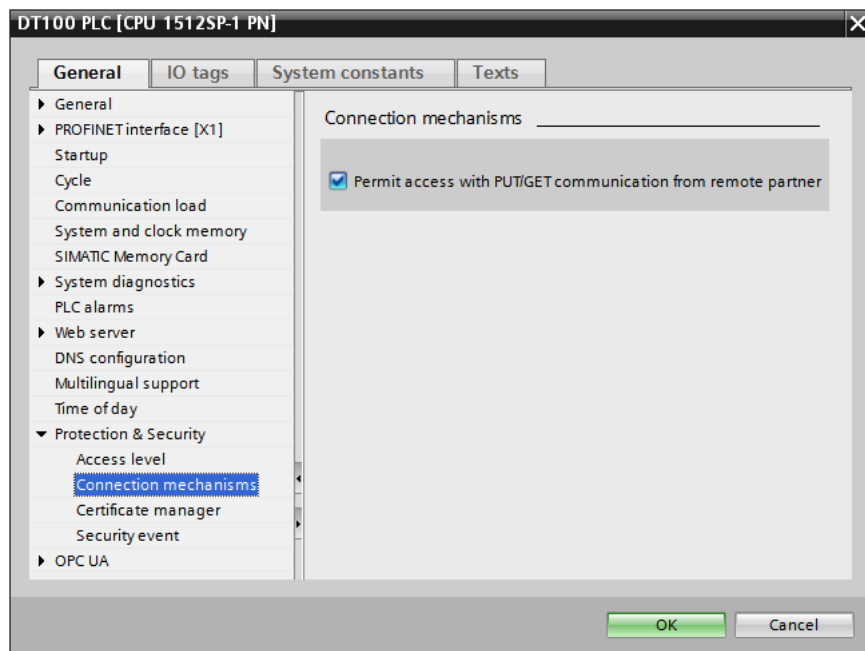 DT100 PLC [CPU 1512SP-1 PN]
General
IO tags
System constants
Texts
General
PROFINET interface [X1]
Startup
Cycle
Communication load
System and clock memory
SIMATIC Memory Card
System diagnostics
PLC alarms
Web server
DNS configuration
Multilingual support
Time of day
Protection & Security
Access level
Connection mechanisms
Certificate manager
Security event
OPC UA
Connection mechanisms
Permit access with PUT/GET communication from remote partner
OK
Cancel